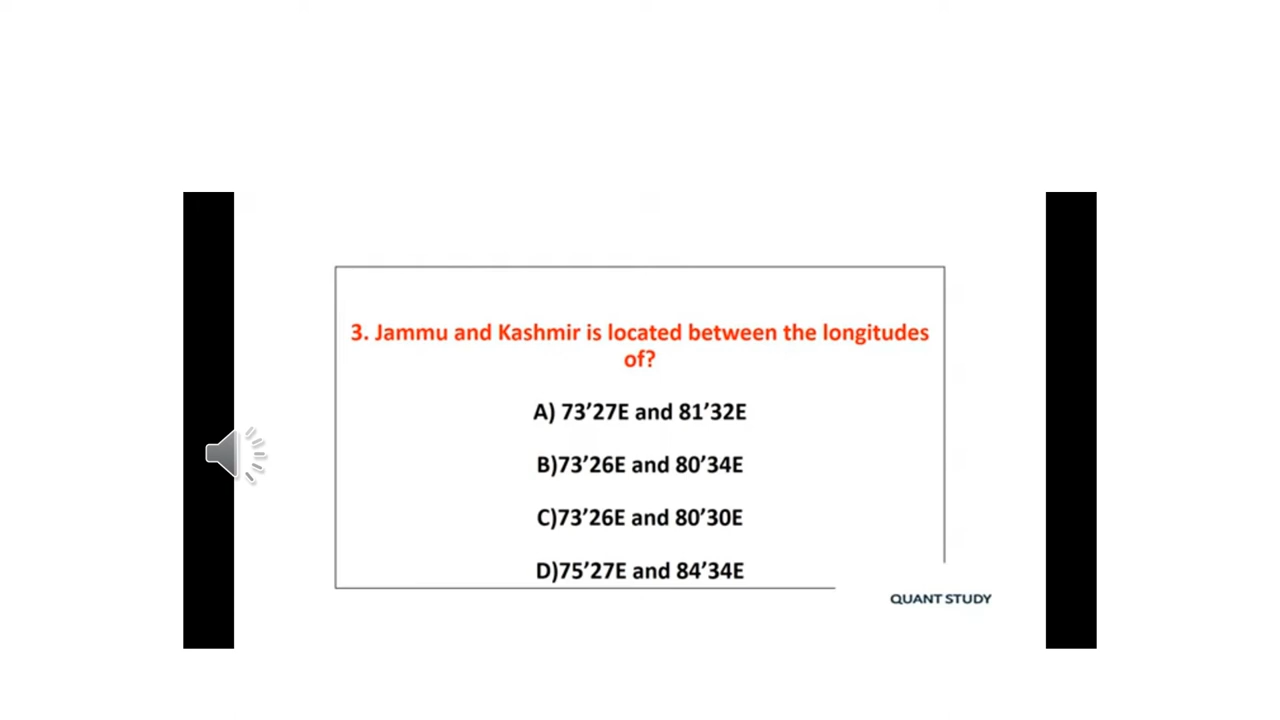 3. Jammu and Kashmir is located between the longitudes
of?
A) 73’27E and 81’32E
B)73’26E and 80’34E
C)73’26E and 80’30E
D)75’27E and 84’34E
QUANT STUDY